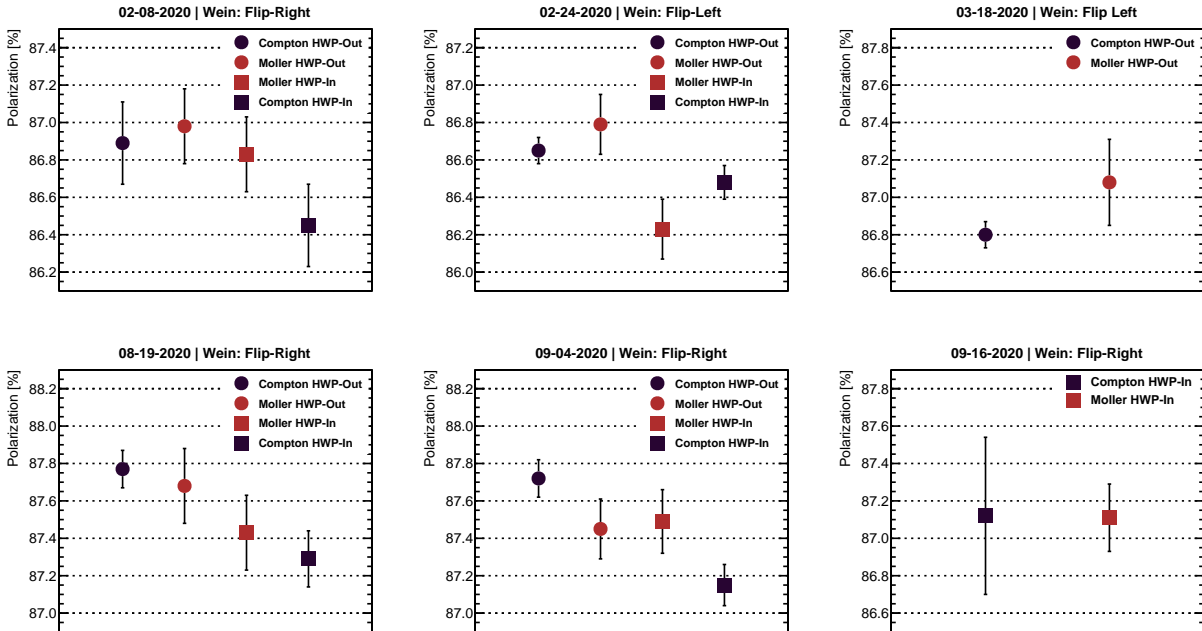 02-08-2020 | Wein: Flip-Right
Polarization [%]
87.4
87.2
87.0
86.8
86.6
86.4
86.2
Compton HWP-Out
Moller HWP-Out
Moller HWP-In
Compton HWP-In
02-24-2020 | Wein: Flip-Left
Polarization [%]
87.2
87.0
86.8
86.6
86.4
86.2
86.0
Compton HWP-Out
Moller HWP-Out
Moller HWP-In
Compton HWP-In
03-18-2020 | Wein: Flip Left
Polarization [%]
87.8
87.6
87.4
87.2
87.0
86.8
86.6
Compton HWP-Out
Moller HWP-Out
08-19-2020 | Wein: Flip-Right
Polarization [%]
88.2
88.0
87.8
87.6
87.4
87.2
87.0
Compton HWP-Out
Moller HWP-Out
Moller HWP-In
Compton HWP-In
09-04-2020 | Wein: Flip-Right
Polarization [%]
88.2
88.0
87.8
87.6
87.4
87.2
87.0
Compton HWP-Out
Moller HWP-Out
Moller HWP-In
Compton HWP-In
09-16-2020 | Wein: Flip-Right
Polarization [%]
87.8
87.6
87.4
87.2
87.0
86.8
86.6
Compton HWP-In
Moller HWP-In